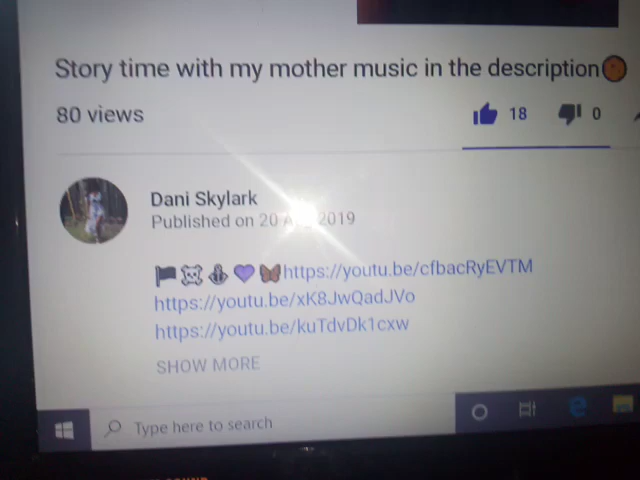 Story time with my mother music in the description
80 views
18
0
Dani Skylark
Published on 20 2019
https://youtu.be/cfbacRyEVTM
https://youtu.be/xK8JwQadJVo
https://youtu.be/kuTdvDk1cxw
SHOW MORE
Type here to search